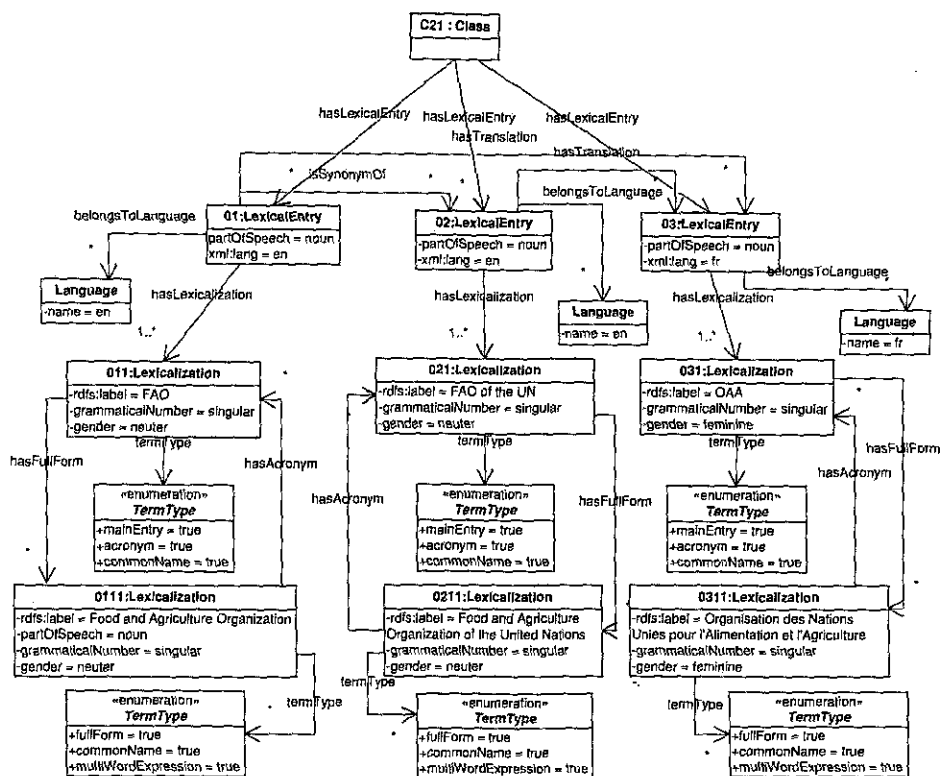 C21 : Class
hasLexicalEntry
hasLexicalEntry
hasLexicalEntry
hasTranslation
hasTranslation
isSynonymOf
belongsToLanguage
belongsToLanguage
01:LexicalEntry
partOfSpeech = noun
xml:lang = en
02:LexicalEntry
-partOfSpeech = noun
-xml:lang = en
03:LexicalEntry
-partOfSpeech = noun
-xml:lang = fr
belongsToLanguage
Language
-name = en
hasLexicalization
hasLexicalization
Language
-name = en
hasLexicalization
Language
-name = fr
1..*
1..*
1..*
011:Lexicalization
-rdfs:label = FAO
-grammaticalNumber = singular
-gender = neuter
021:Lexicalization
-rdfs:label = FAO of the UN
-grammaticalNumber = singular
-gender = neuter
031:Lexicalization
-rdfs:label = OAA
-grammaticalNumber = singular
-gender = feminine
termType
termType
termType
hasFullForm
hasAcronym
hasAcronym
hasFullForm
hasAcronym
hasFullForm
«enumeration»
TermType
+mainEntry = true
+acronym = true
+commonName = true
«enumeration»
TermType
+mainEntry = true
+acronym = true
+commonName = true
«enumeration»
TermType
+mainEntry = true
+acronym = true
+commonName = true
0111:Lexicalization
-rdfs:label = Food and Agriculture Organization
-partOfSpeech = noun
-grammaticalNumber = singular
-gender = neuter
0211:Lexicalization
-rdfs:label = Food and Agriculture
Organization of the United Nations
-grammaticalNumber = singular
-gender = neuter
0311:Lexicalization
-rdfs:label = Organisation des Nations
Unies pour l'Alimentation et l'Agriculture
-grammaticalNumber = singular
-gender = feminine
termType
termType
termType
«enumeration»
TermType
+fullForm = true
+commonName = true
+multiWordExpression = true
«enumeration»
TermType
+fullForm = true
+commonName = true
+multiWordExpression = true
«enumeration»
TermType
+fullForm = true
+commonName = true
+multiWordExpression = true